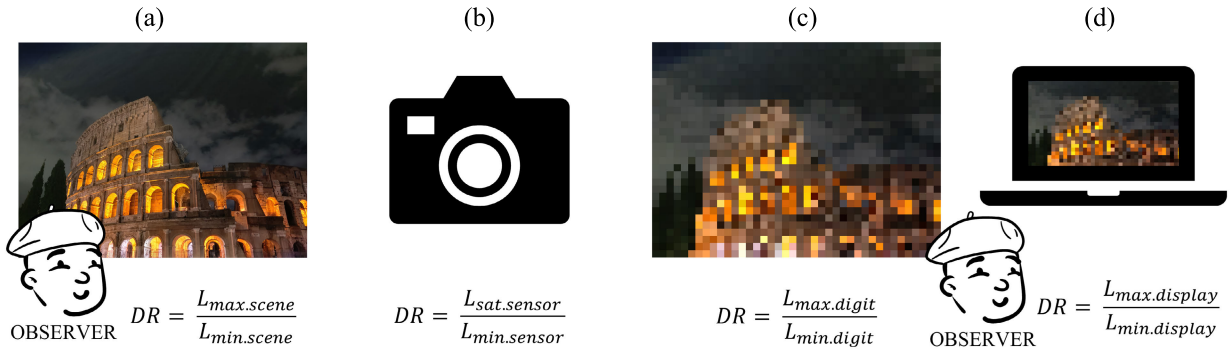 (a)
(b)
(c)
(d)
OBSERVER
DR = L_max.scene / L_min.scene
DR = L_sat.sensor / L_min.sensor
DR = L_max.digit / L_min.digit
OBSERVER
DR = L_max.display / L_min.display